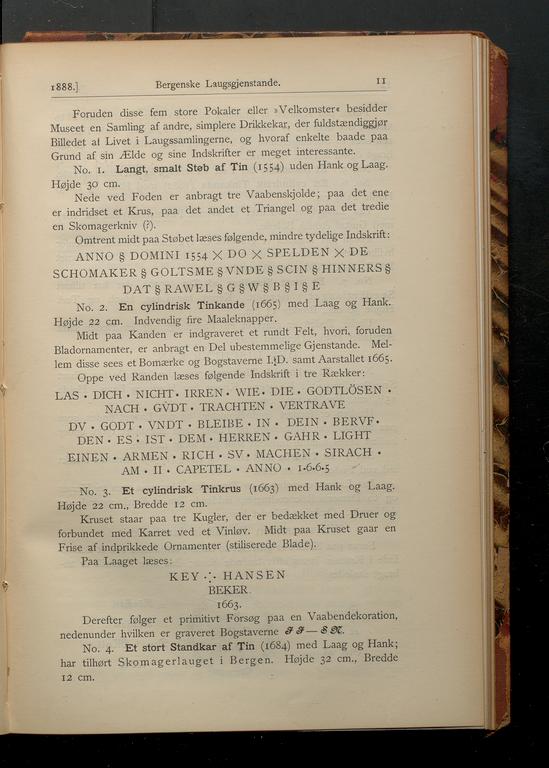 1888.] Bergenske Laugsgjenstande. 11
Foruden disse fem store Pokaler eller »Velkomster« besidder
Museet en Samling af andre, simplere Drikkekar, der fuldstændiggjør
Billedet af Livet i Laugssamlingerne, og hvoraf enkelte baade paa
Grund af sin Ælde og sine Indskrifter er meget interessante.
No. 1. Langt, smalt Støb af Tin (1554) uden Hank og Laag.
Højde 30 cm.
Nede ved Foden er anbragt tre Vaabenskjolde; paa det ene
er indridset et Krus, paa det andet et Triangel og paa det tredie
en Skomagerkniv (?).
Omtrent midt paa Støbet læses følgende, mindre tydelige Indskrift:
ANNO § DOMINI 1554 X DO X SPELDEN X DE
SCHOMAKER § GOLTSME § VNDE § SCIN § HINNERS §
DAT § RAWEL § G § W § B § I § E
No. 2. En cylindrisk Tinkande (1665) med Laag og Hank.
Højde 22 cm. Indvendig fire Maaleknapper.
Midt paa Kanden er indgraveret et rundt Felt, hvori, foruden
Bladornamenter, er anbragt en Del ubestemmelige Gjenstande. Mel-
lem disse sees et Bomærke og Bogstaverne I. D. samt Aarstallet 1665.
Oppe ved Randen læses følgende Indskrift i tre Rækker:
LAS • DICH • NICHT • IRREN • WIE • DIE • GODTLÖSEN •
NACH • GVDT • TRACHTEN • VERTRAVE
DV • GODT • VNDT • BLEIBE • IN • DEIN • BERVF •
DEN • ES • IST • DEM • HERREN • GAHR • LIGHT
EINEN • ARMEN • RICH • SV • MACHEN • SIRACH •
AM • II • CAPETEL • ANNO • 1•6•6•5
No. 3. Et cylindrisk Tinkrus (1663) med Hank og Laag.
Højde 22 cm., Bredde 12 cm.
Kruset staar paa tre Kugler, der er bedækket med Druer og
forbundet med Karret ved et Vinløv. Midt paa Kruset gaar en
Frise af indprikkede Ornamenter (stiliserede Blade).
Paa Laaget læses:
KEY ·:· HANSEN
BEKER.
1663.
Derefter følger et primitivt Forsøg paa en Vaabendekoration,
nedenunder hvilken er graveret Bogstaverne
No. 4. Et stort Standkar af Tin (1684) med Laag og Hank;
har tilhørt Skomagerlauget i Bergen. Højde 32 cm., Bredde
12 cm.